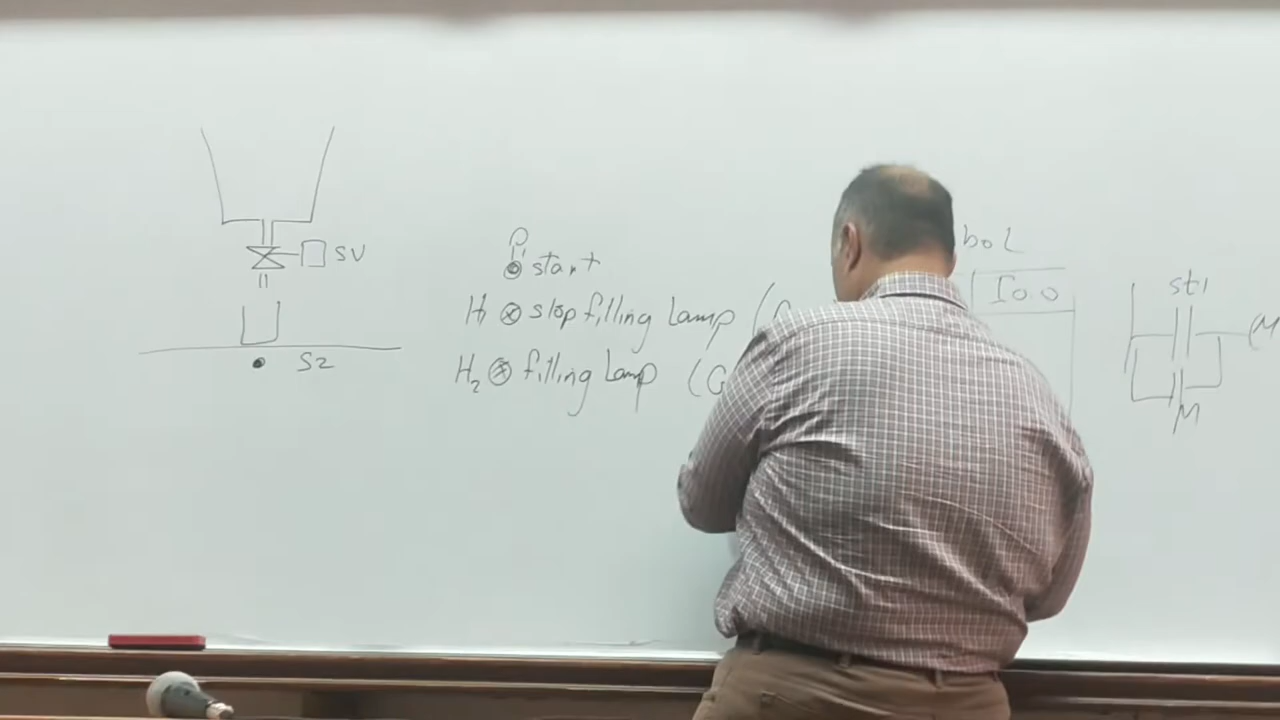 SV
S2
start
H1 stop filling Lamp (
H2 filling Lamp (G
bol
I0.0
st1
(M
M